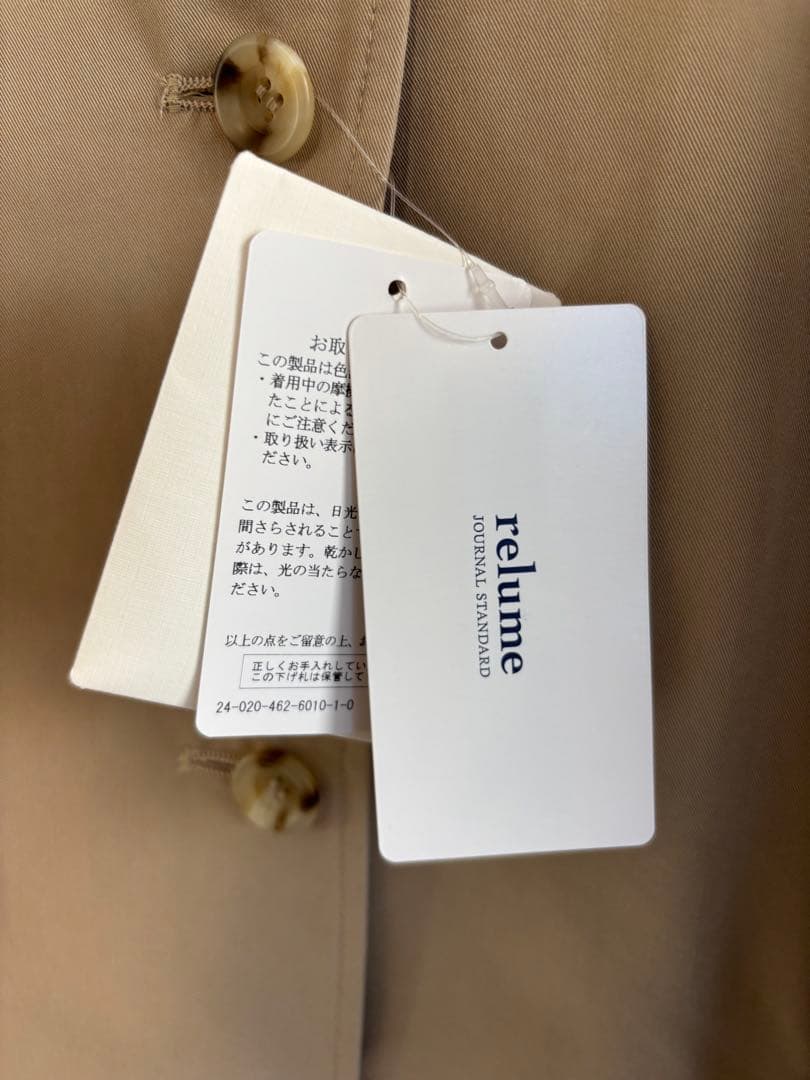 お取
この製品は色
・着用中の摩擦
たことによる
にご注意くだ
・取り扱い表示
ださい。
この製品は、日光
間さらされること
があります。乾かし
際は、光の当たらな
ださい。
以上の点をご留意の上、お
正しくお手入れしてい
この下げ札は保管して
24-020-462-6010-1-0
relume
JOURNAL STANDARD